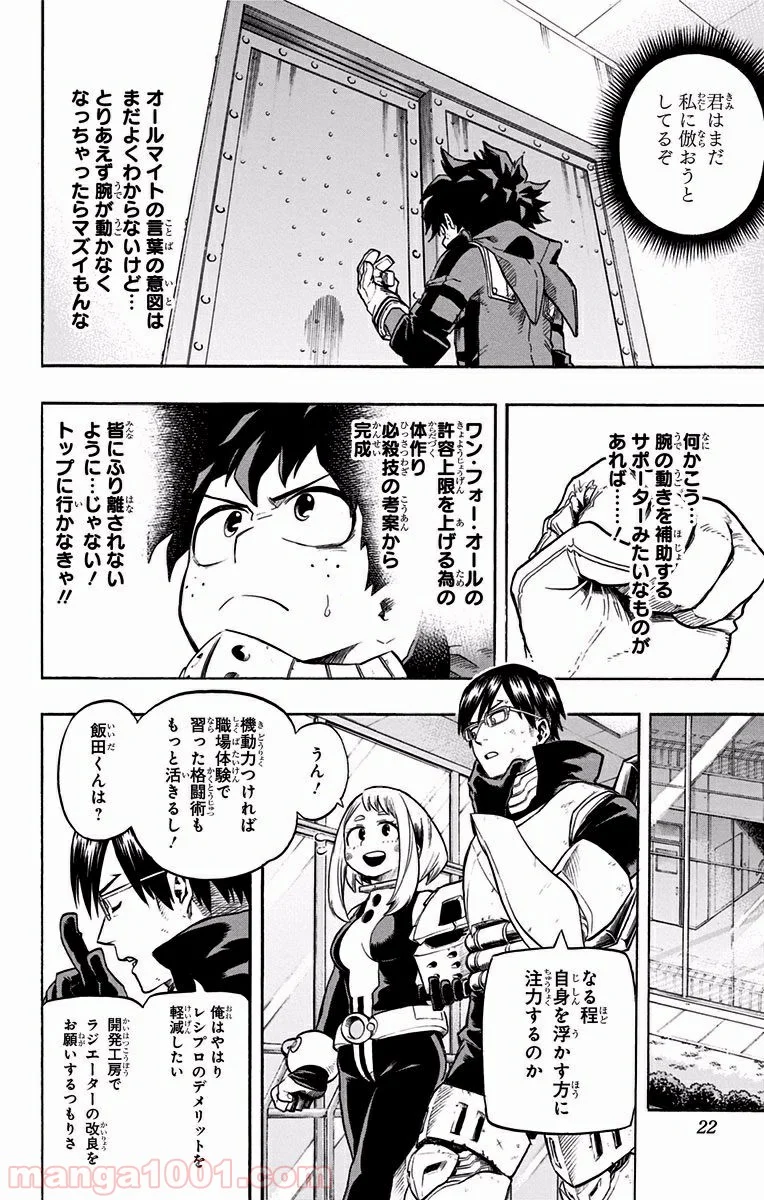 君はまだ
私に倣おうと
してるぞ
オールマイトの言葉の意図は
まだよくわからないけど…
とりあえず腕が動かなく
なっちゃったらマズイもんな
何かこう…
腕の動きを補助する
サポーターみたいなものが
あれば……
ワン・フォー・オールの
許容上限を上げる為の
体作り
必殺技の考案から
完成
皆にふり離されない
ように…じゃない!
トップに行かなきゃ!!
なる程
自身を浮かす方に
注力するのか
うん!
機動力つければ
職場体験で
習った格闘術も
もっと活きるし!
飯田くんは?
俺はやはり
レシプロのデメリットを
軽減したい
開発工房で
ラジエーターの改良を
お願いするつもりさ
22
manga1001.com